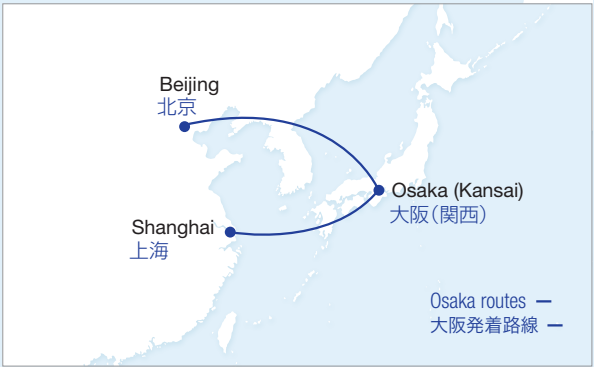 Beijing
北京
Osaka (Kansai)
大阪（関西）
Shanghai
上海
Osaka routes
大阪発着路線